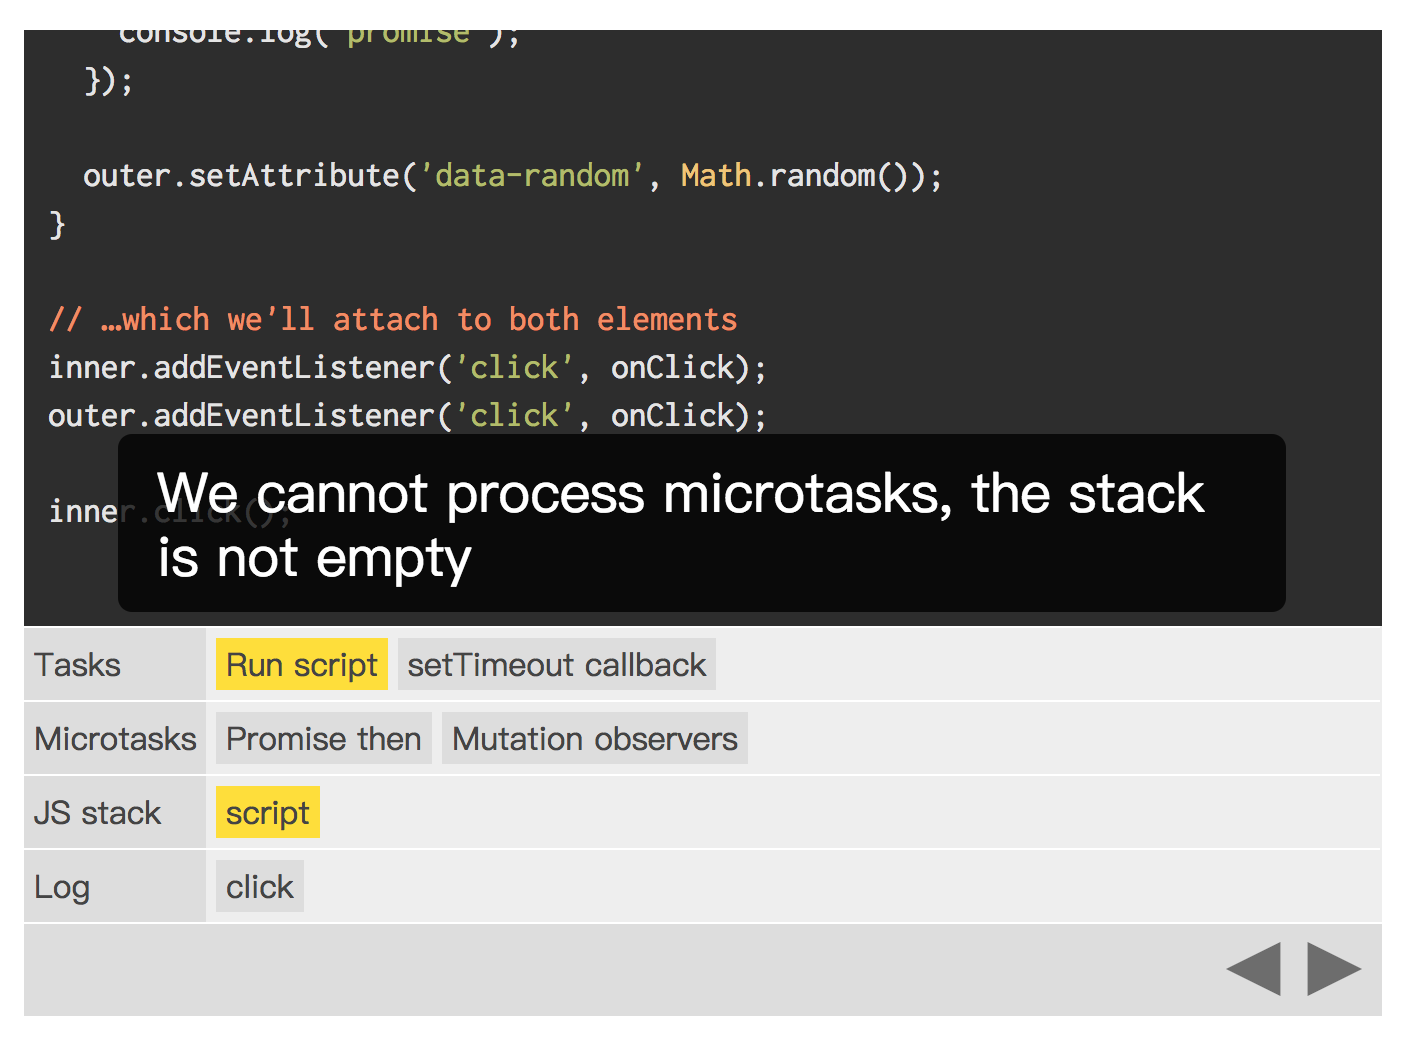 console.log('promise');
});
outer.setAttribute('data-random', Math.random());
}
// …which we'll attach to both elements
inner.addEventListener('click', onClick);
outer.addEventListener('click', onClick);
inner.click();
We cannot process microtasks, the stack
is not empty
Tasks Run script setTimeout callback
Microtasks Promise then Mutation observers
JS stack script
Log click